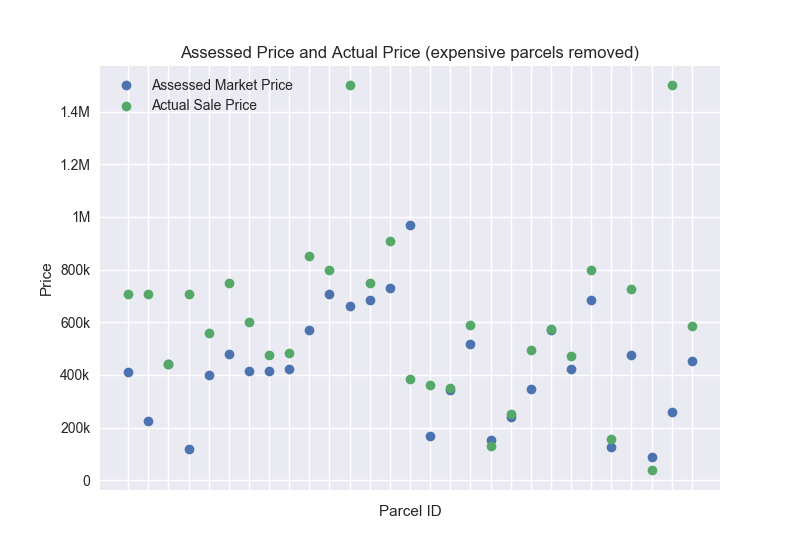 Assessed Price and Actual Price (expensive parcels removed)
Assessed Market Price
Actual Sale Price
1.4M
1.2M
1M
800k
600k
400k
200k
0
Price
Parcel ID